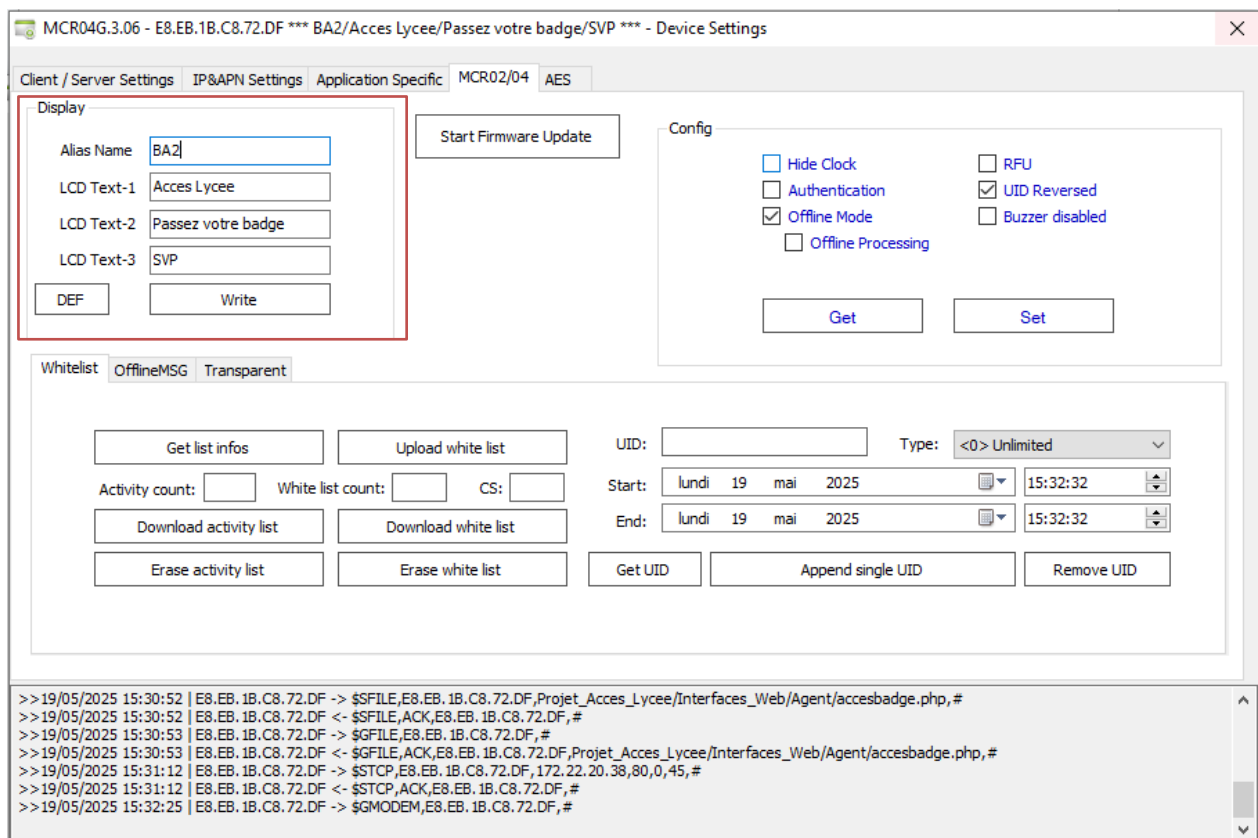 MCR04G.3.06 - E8.EB.1B.C8.72.DF *** BA2/Acces Lycee/Passez votre badge/SVP *** - Device Settings
Client / Server Settings IP&APN Settings Application Specific MCR02/04 AES
Display
Alias Name BA2
LCD Text-1 Acces Lycee
LCD Text-2 Passez votre badge
LCD Text-3 SVP
DEF Write
Start Firmware Update
Config
Hide Clock RFU
Authentication UID Reversed
Offline Mode Buzzer disabled
Offline Processing
Get Set
Whitelist OfflineMSG Transparent
Get list infos Upload white list
Activity count: White list count: CS:
Download activity list Download white list
Erase activity list Erase white list
UID: Type: <0> Unlimited
Start: lundi 19 mai 2025 15:32:32
End: lundi 19 mai 2025 15:32:32
Get UID Append single UID Remove UID
>>19/05/2025 15:30:52 | E8.EB.1B.C8.72.DF -> $SFILE,E8.EB.1B.C8.72.DF,Projet_Acces_Lycee/Interfaces_Web/Agent/accesbadge.php,#
>>19/05/2025 15:30:52 | E8.EB.1B.C8.72.DF <- $SFILE,ACK,E8.EB.1B.C8.72.DF,#
>>19/05/2025 15:30:53 | E8.EB.1B.C8.72.DF -> $GFILE,E8.EB.1B.C8.72.DF,#
>>19/05/2025 15:30:53 | E8.EB.1B.C8.72.DF <- $GFILE,ACK,E8.EB.1B.C8.72.DF,Projet_Acces_Lycee/Interfaces_Web/Agent/accesbadge.php,#
>>19/05/2025 15:31:12 | E8.EB.1B.C8.72.DF -> $STCP,E8.EB.1B.C8.72.DF,172.22.20.38,80,0,45,#
>>19/05/2025 15:31:12 | E8.EB.1B.C8.72.DF <- $STCP,ACK,E8.EB.1B.C8.72.DF,#
>>19/05/2025 15:32:25 | E8.EB.1B.C8.72.DF -> $GMODEM,E8.EB.1B.C8.72.DF,#